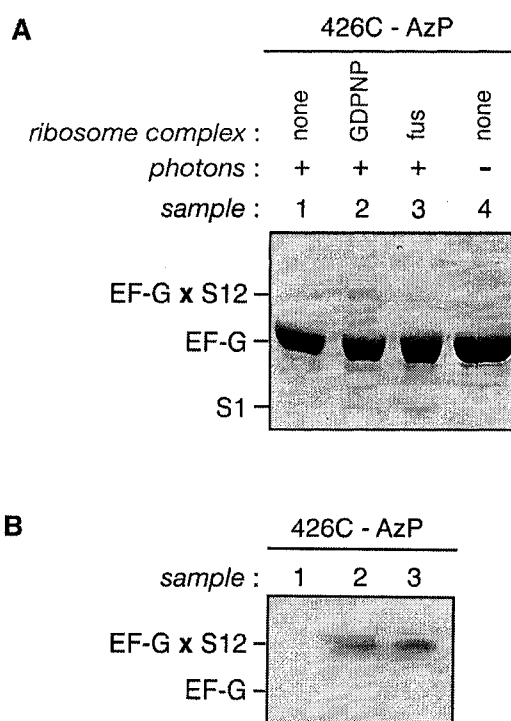 A
426C - AzP
ribosome complex : none GDPNP fus none
photons : + + + -
sample : 1 2 3 4
EF-G x S12
EF-G
S1
B
426C - AzP
sample : 1 2 3
EF-G x S12
EF-G